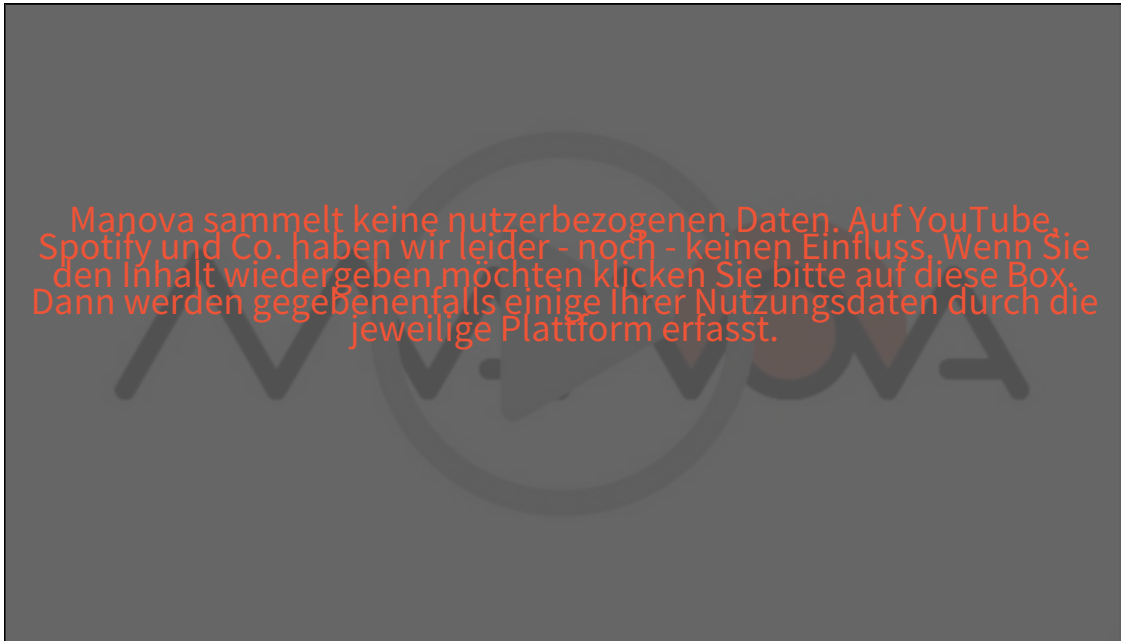 Manova sammelt keine nutzerbezogenen Daten. Auf YouTube,
Spotify und Co. haben wir leider - noch - keinen Einfluss. Wenn Sie
den Inhalt wiedergeben möchten klicken Sie bitte auf diese Box.
Dann werden gegebenenfalls einige Ihrer Nutzungsdaten durch die
jeweilige Plattform erfasst.
MANOVA